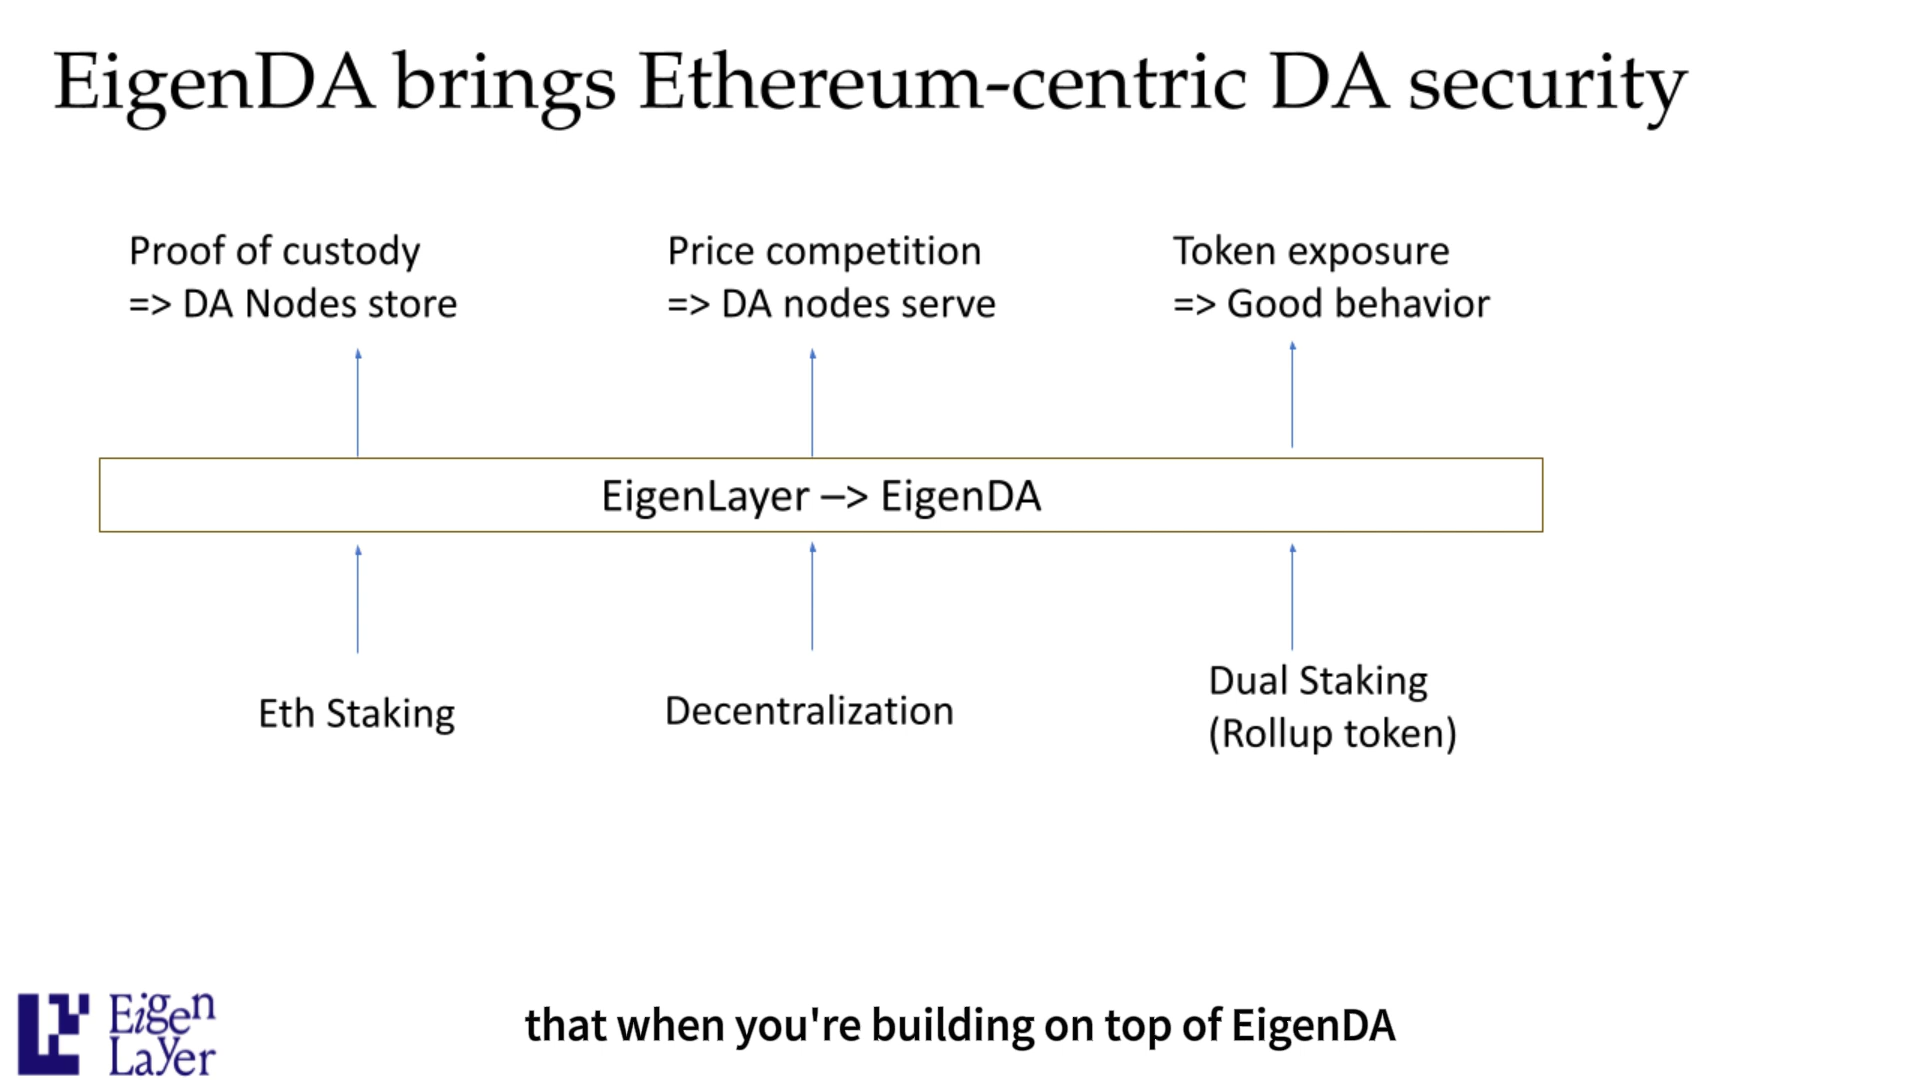 EigenDA brings Ethereum-centric DA security
Proof of custody
=> DA Nodes store
Price competition
=> DA nodes serve
Token exposure
=> Good behavior
EigenLayer –> EigenDA
Eth Staking
Decentralization
Dual Staking
(Rollup token)
Eigen
Layer
that when you're building on top of EigenDA